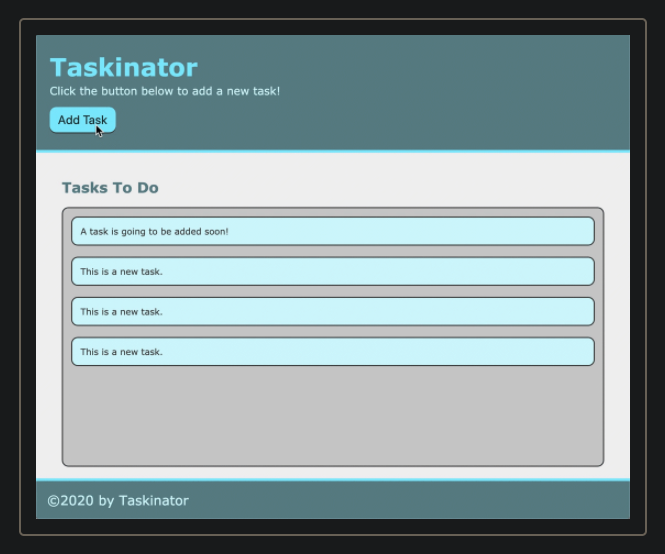 Taskinator
Click the button below to add a new task!
Add Task
Tasks To Do
A task is going to be added soon!
This is a new task.
This is a new task.
This is a new task.
©2020 by Taskinator